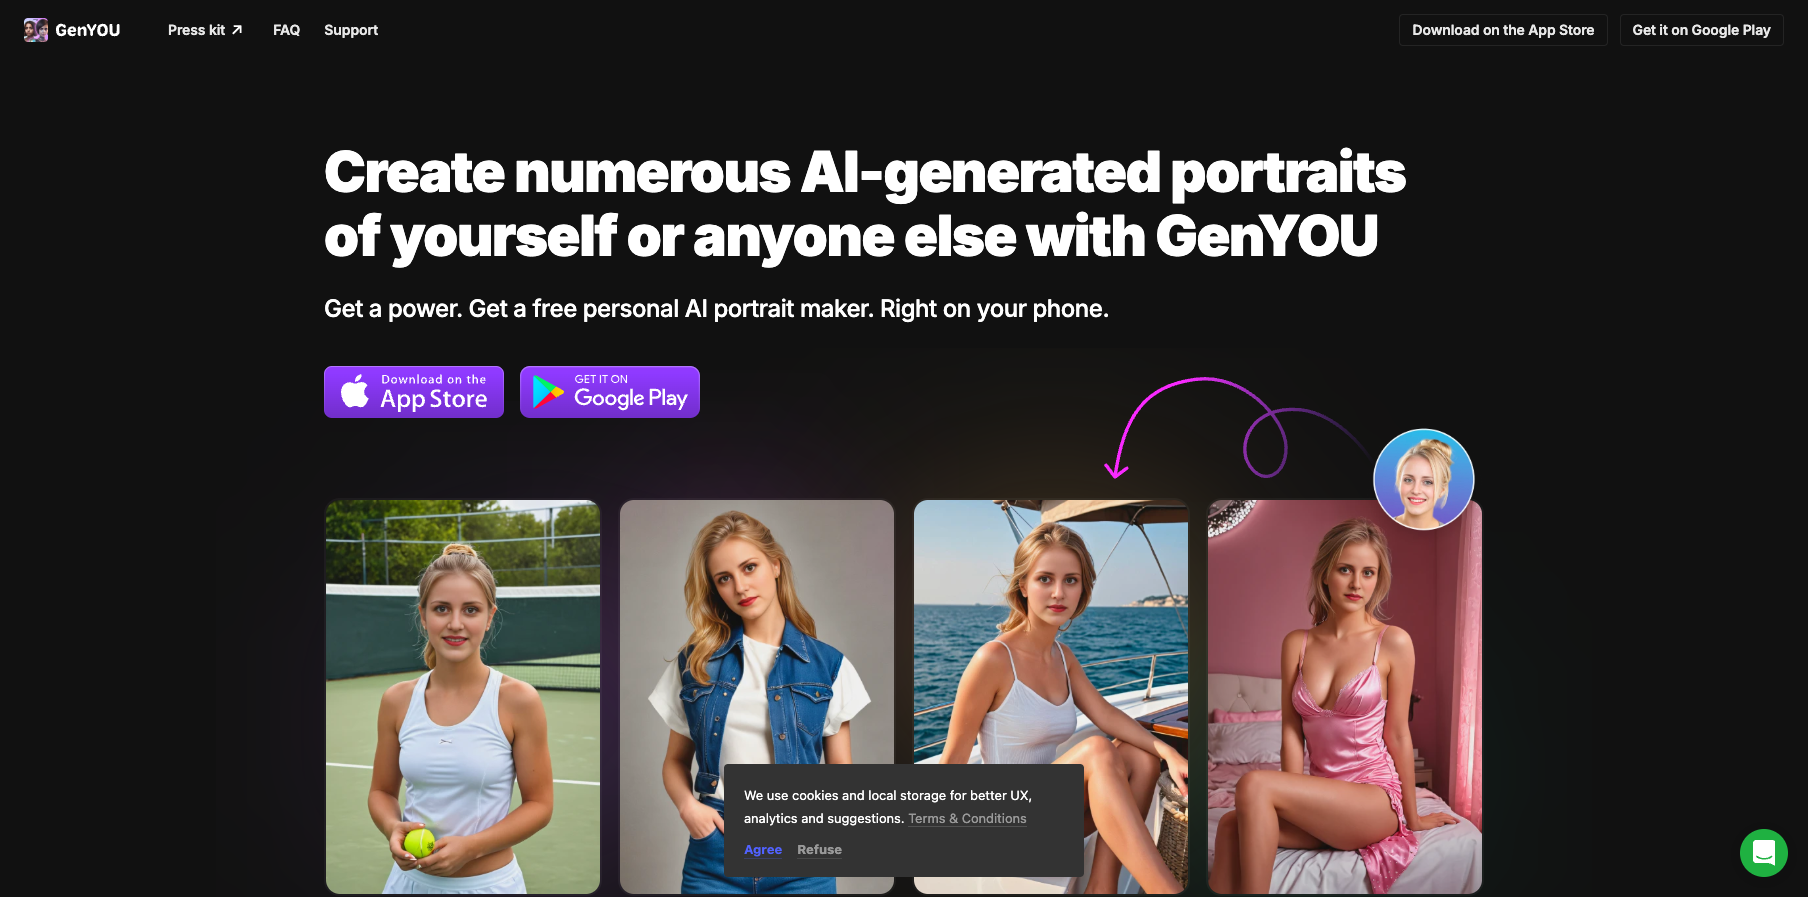 GenYOU
Press kit ↗
FAQ
Support
Download on the App Store
Get it on Google Play
Create numerous AI-generated portraits
of yourself or anyone else with GenYOU
Get a power. Get a free personal AI portrait maker. Right on your phone.
Download on the
App Store
GET IT ON
Google Play
We use cookies and local storage for better UX,
analytics and suggestions. Terms & Conditions
Agree
Refuse